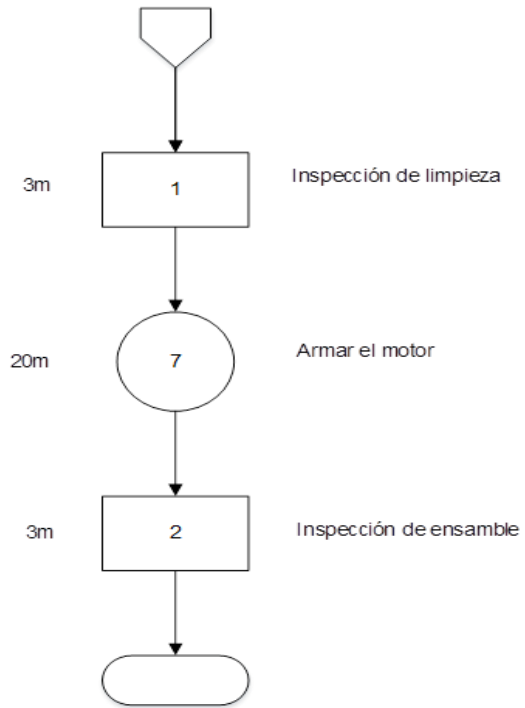 3m 1 Inspección de limpieza
20m 7 Armar el motor
3m 2 Inspección de ensamble